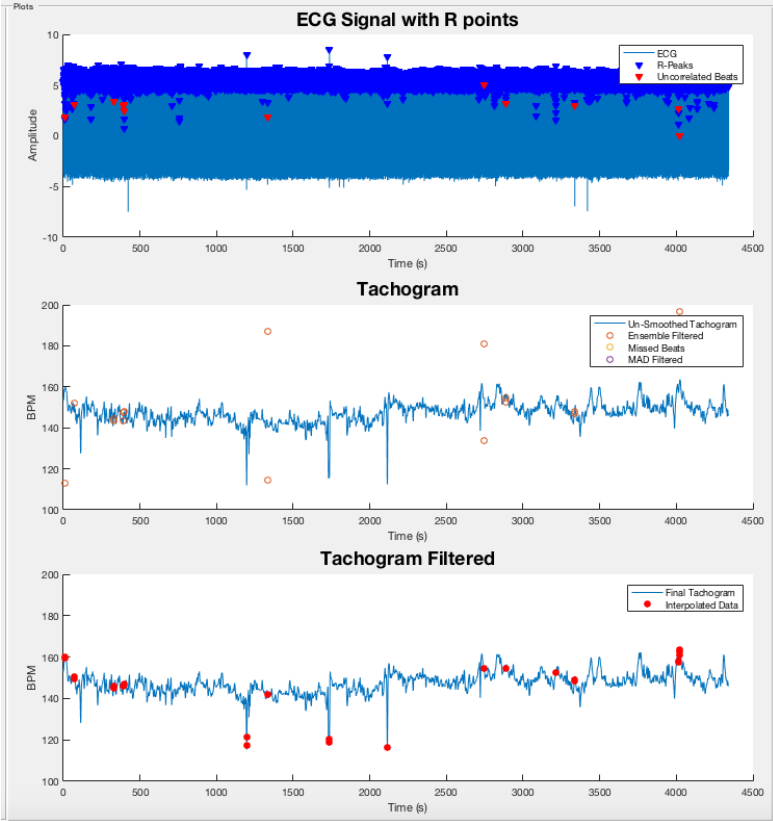 Plots
ECG Signal with R points
10
5
0
-5
-10
Amplitude
ECG
R-Peaks
Uncorrelated Beats
0 500 1000 1500 2000 2500 3000 3500 4000 4500
Time (s)
Tachogram
200
180
160
140
120
100
BPM
Un-Smoothed Tachogram
Ensemble Filtered
Missed Beats
MAD Filtered
0 500 1000 1500 2000 2500 3000 3500 4000 4500
Time (s)
Tachogram Filtered
200
180
160
140
120
100
BPM
Final Tachogram
Interpolated Data
0 500 1000 1500 2000 2500 3000 3500 4000 4500
Time (s)